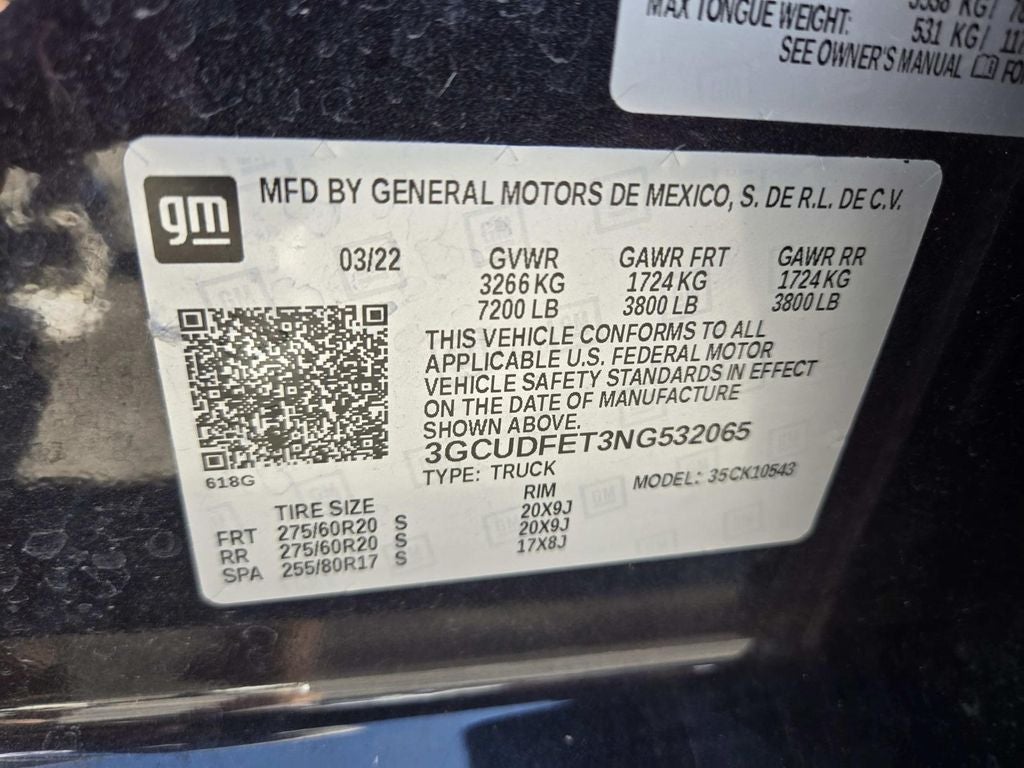 MAX TONGUE WEIGHT: 531 KG/
SEE OWNER'S MANUAL
gm
MFD BY GENERAL MOTORS DE MEXICO, S. DE R.L. DE C.V.
03/22 GVWR GAWR FRT GAWR RR
3266 KG 1724 KG 1724 KG
7200 LB 3800 LB 3800 LB
THIS VEHICLE CONFORMS TO ALL
APPLICABLE U.S. FEDERAL MOTOR
VEHICLE SAFETY STANDARDS IN EFFECT
ON THE DATE OF MANUFACTURE
SHOWN ABOVE.
3GCUDFET3NG532065
TYPE: TRUCK MODEL: 35CK10543
618G
TIRE SIZE RIM
FRT 275/60R20 S 20X9J
RR 275/60R20 S 20X9J
SPA 255/80R17 S 17X8J